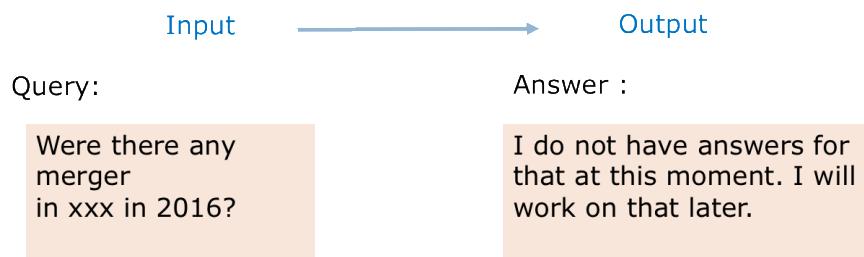 Input
Output
Query:
Answer :
Were there any
merger
in xxx in 2016?
I do not have answers for
that at this moment. I will
work on that later.